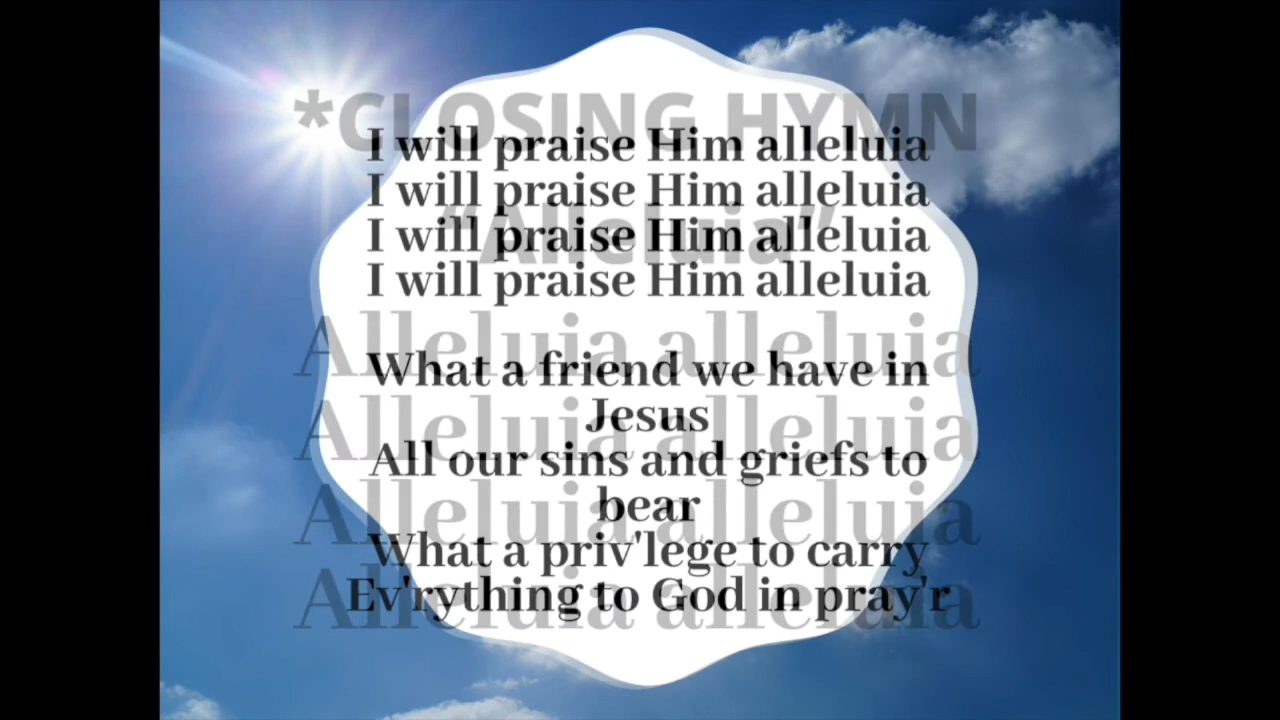 *CLOSING HYMN
"Alleluia"
Alleluia alleluia
Alleluia alleluia
Alleluia alleluia
Alleluia alleluia
I will praise Him alleluia
I will praise Him alleluia
I will praise Him alleluia
I will praise Him alleluia
What a friend we have in
Jesus
All our sins and griefs to
bear
What a priv'lege to carry
Ev'rything to God in pray'r